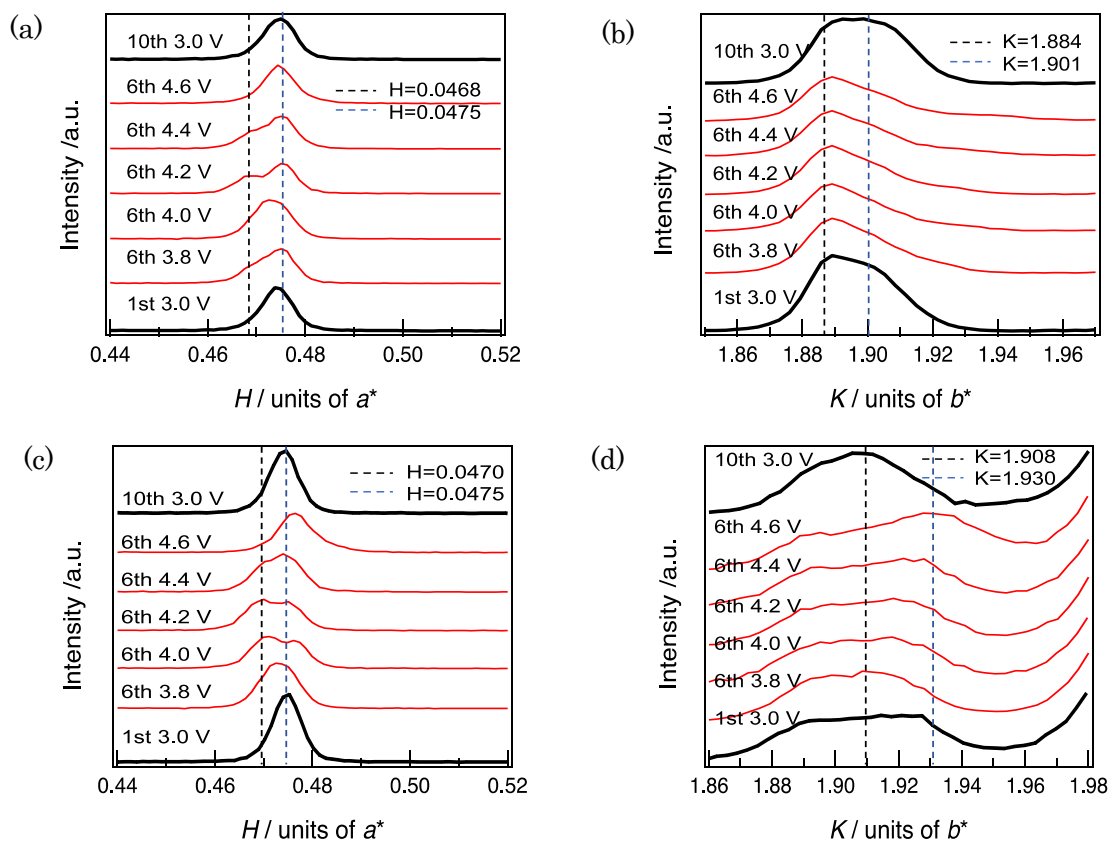 (a)
Intensity /a.u.
10th 3.0 V
6th 4.6 V
6th 4.4 V
6th 4.2 V
6th 4.0 V
6th 3.8 V
1st 3.0 V
H=0.0468
H=0.0475
0.44 0.46 0.48 0.50 0.52
H / units of a*
(b)
Intensity /a.u.
10th 3.0 V
6th 4.6 V
6th 4.4 V
6th 4.2 V
6th 4.0 V
6th 3.8 V
1st 3.0 V
K=1.884
K=1.901
1.86 1.88 1.90 1.92 1.94 1.96
K / units of b*
(c)
Intensity /a.u.
10th 3.0 V
6th 4.6 V
6th 4.4 V
6th 4.2 V
6th 4.0 V
6th 3.8 V
1st 3.0 V
H=0.0470
H=0.0475
0.44 0.46 0.48 0.50 0.52
H / units of a*
(d)
Intensity /a.u.
10th 3.0 V
6th 4.6 V
6th 4.4 V
6th 4.2 V
6th 4.0 V
6th 3.8 V
1st 3.0 V
K=1.908
K=1.930
1.86 1.88 1.90 1.92 1.94 1.96 1.98
K / units of b*